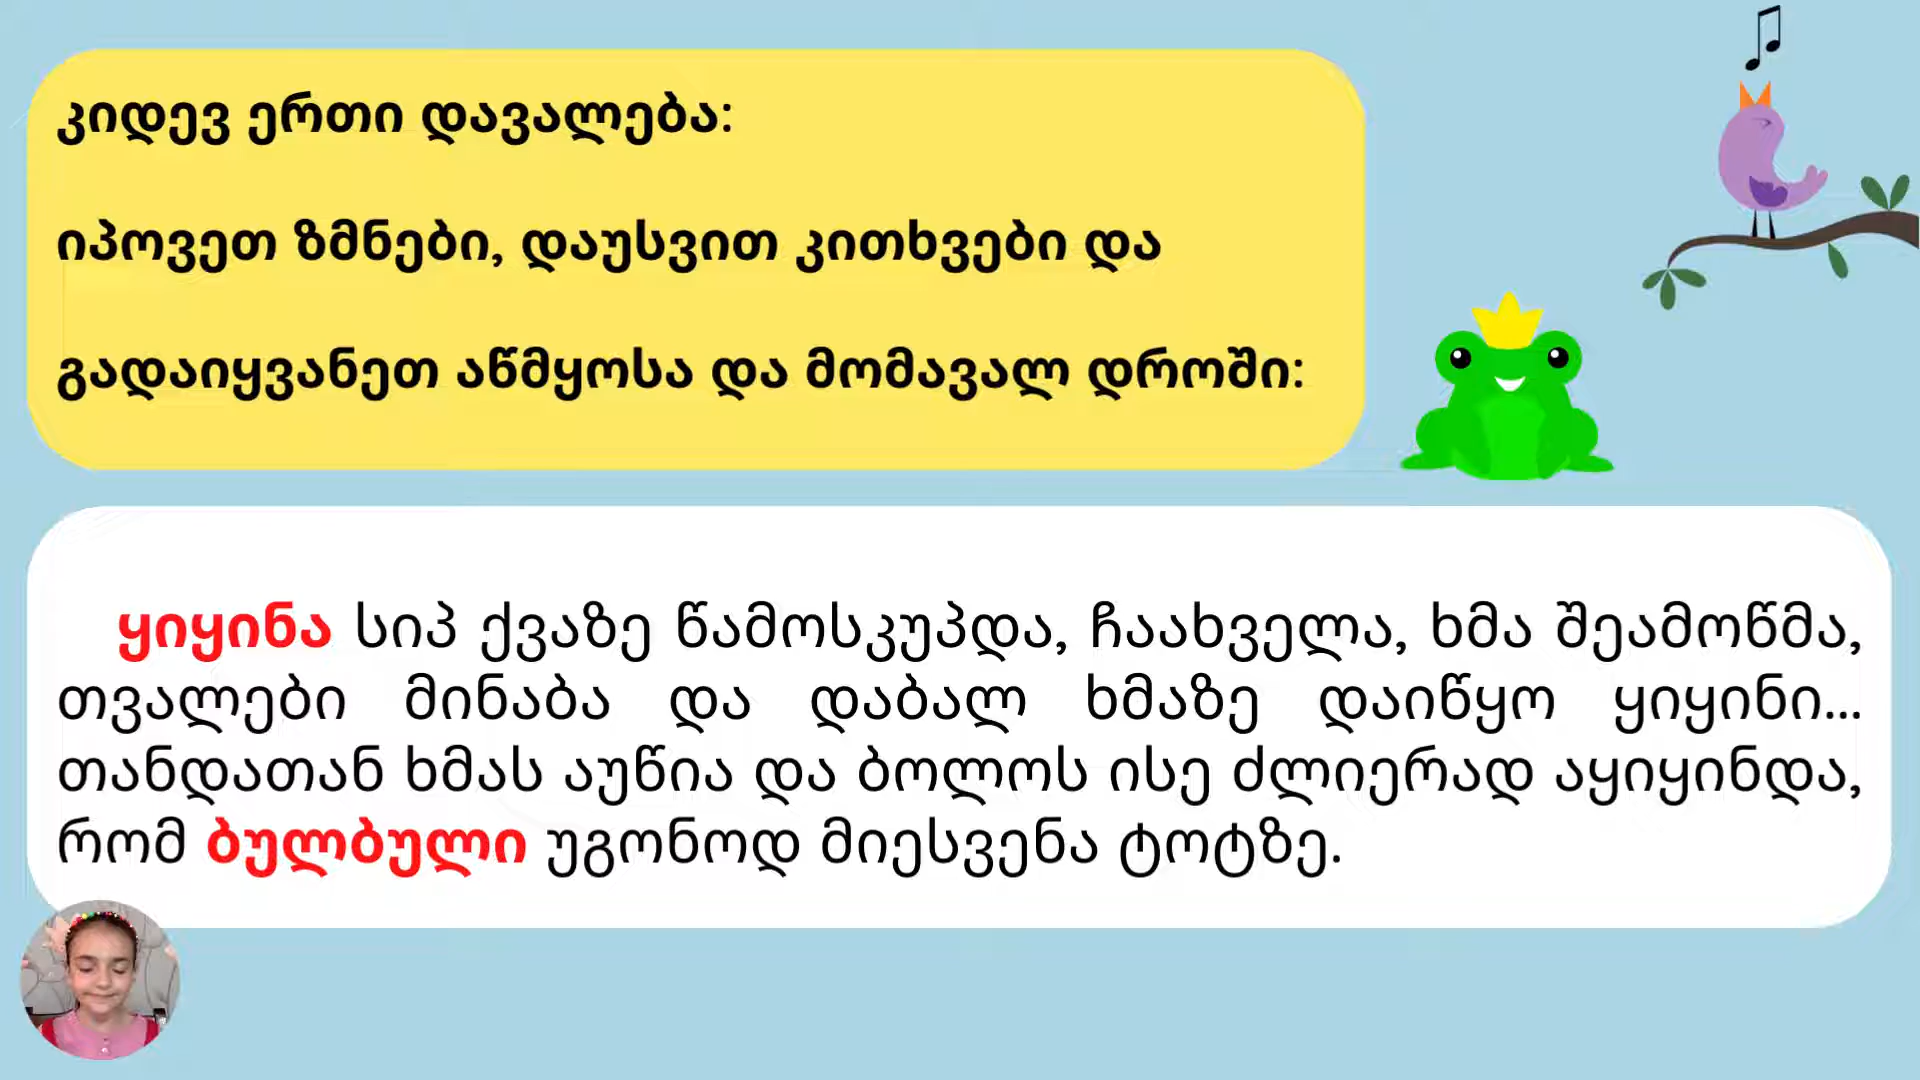 კიდევ ერთი დავალება:
იპოვეთ ზმნები, დაუსვით კითხვები და
გადაიყვანეთ აწმყოსა და მომავალ დროში:
ყიყინა სიპ ქვაზე წამოსკუპდა, ჩაახველა, ხმა შეამოწმა,
თვალები მინაბა და დაბალ ხმაზე დაიწყო ყიყინი...
თანდათან ხმას აუწია და ბოლოს ისე ძლიერად აყიყინდა,
რომ ბულბული უგონოდ მიესვენა ტოტზე.